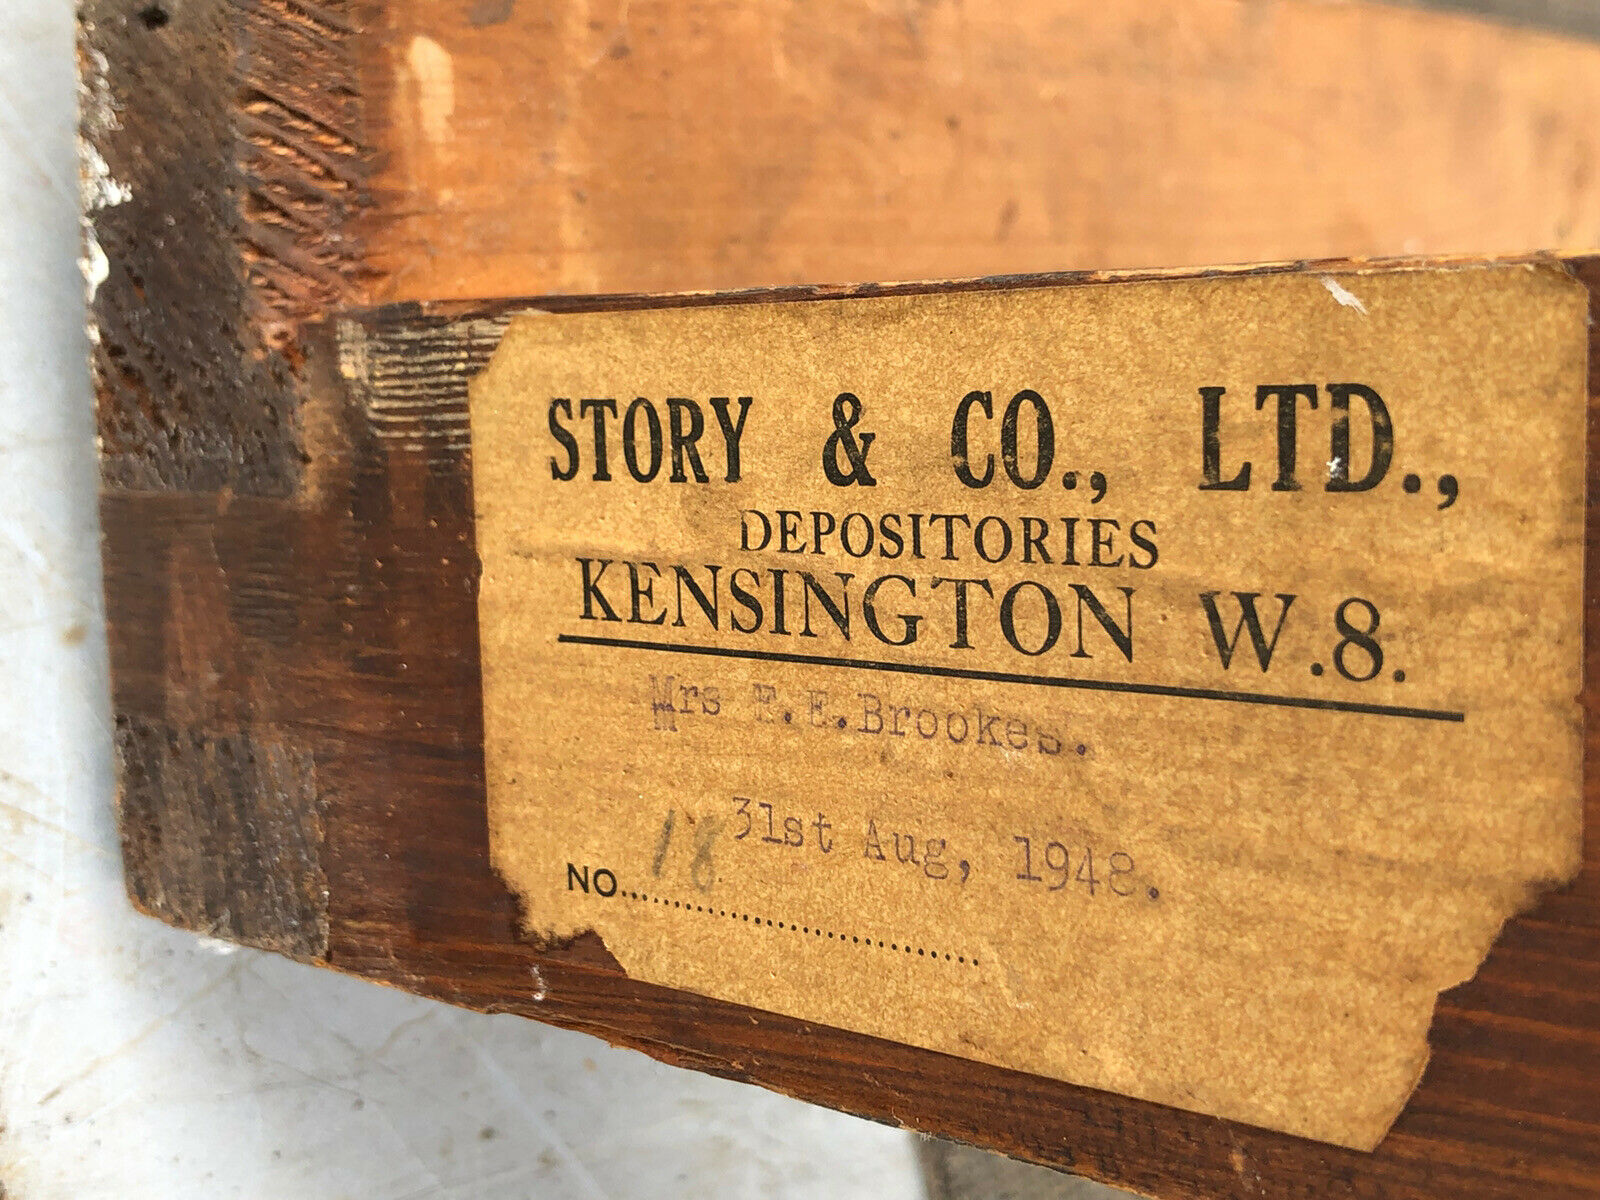 STORY & CO., LTD.,
DEPOSITORIES
KENSINGTON W.8.
Mrs F.E.Brookes.
31st Aug, 1948.
NO. 18